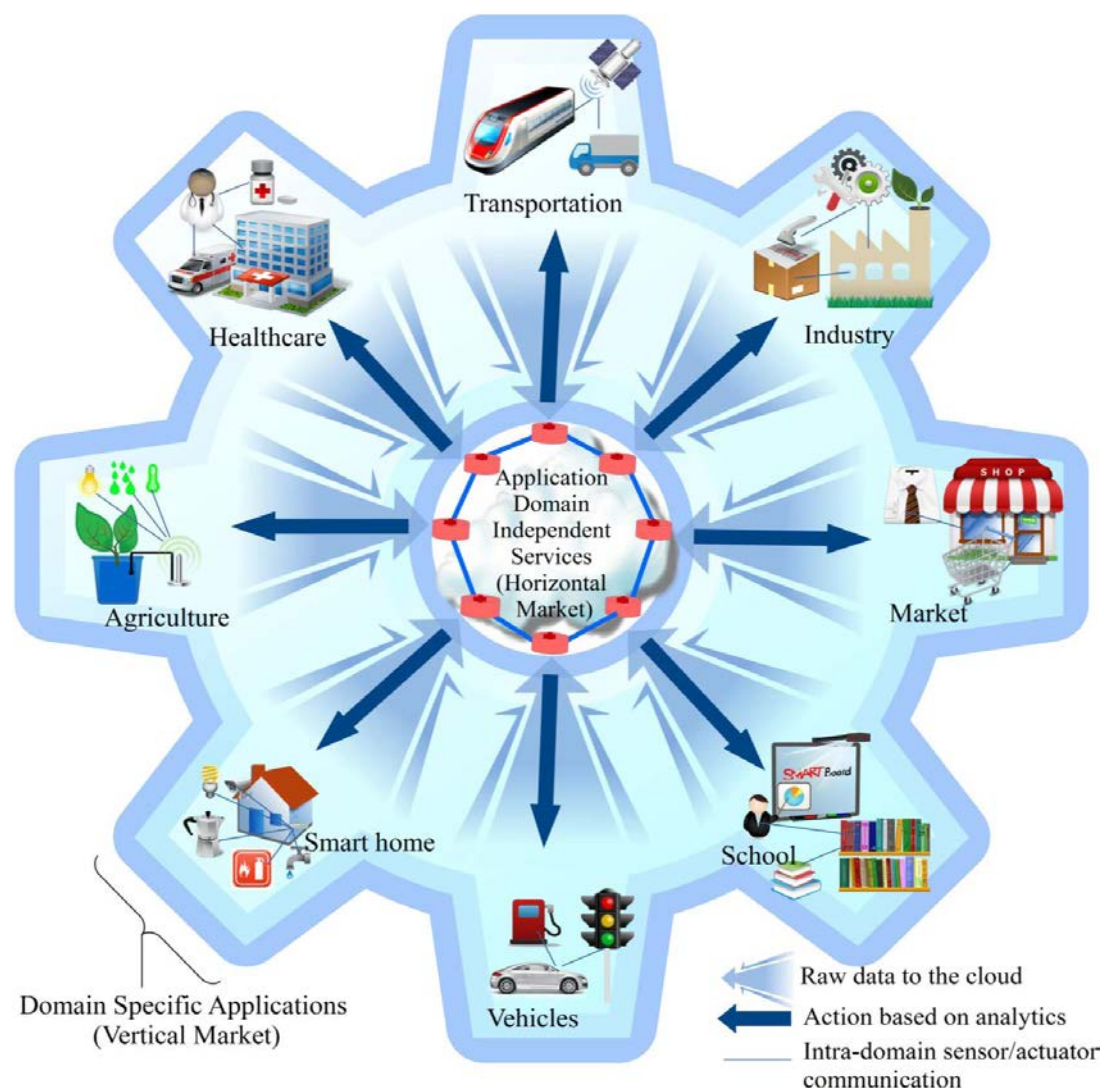 Transportation
Healthcare
Industry
SHOP
Application
Domain
Independent
Services
(Horizontal
Market)
Agriculture
Market
SMART Board
Smart home
School
Vehicles
Domain Specific Applications
(Vertical Market)
Raw data to the cloud
Action based on analytics
Intra-domain sensor/actuator
communication